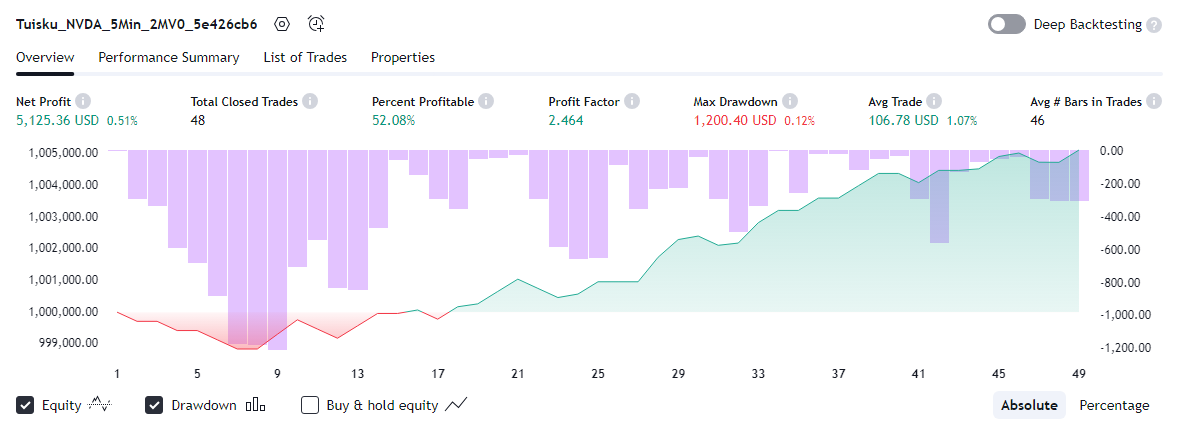 Tuisku_NVDA_5Min_2MV0_5e426cb6 Deep Backtesting ?
Overview Performance Summary List of Trades Properties
Net Profit i Total Closed Trades i Percent Profitable i Profit Factor i Max Drawdown i Avg Trade i Avg # Bars in Trades i
5,125.36 USD 0.51% 48 52.08% 2.464 1,200.40 USD 0.12% 106.78 USD 1.07% 46
1,005,000.00 0.00
1,004,000.00 -200.00
1,003,000.00 -400.00
1,002,000.00 -600.00
1,001,000.00 -800.00
1,000,000.00 -1,000.00
999,000.00 -1,200.00
1 5 9 13 17 21 25 29 33 37 41 45 49
Equity Drawdown Buy & hold equity Absolute Percentage